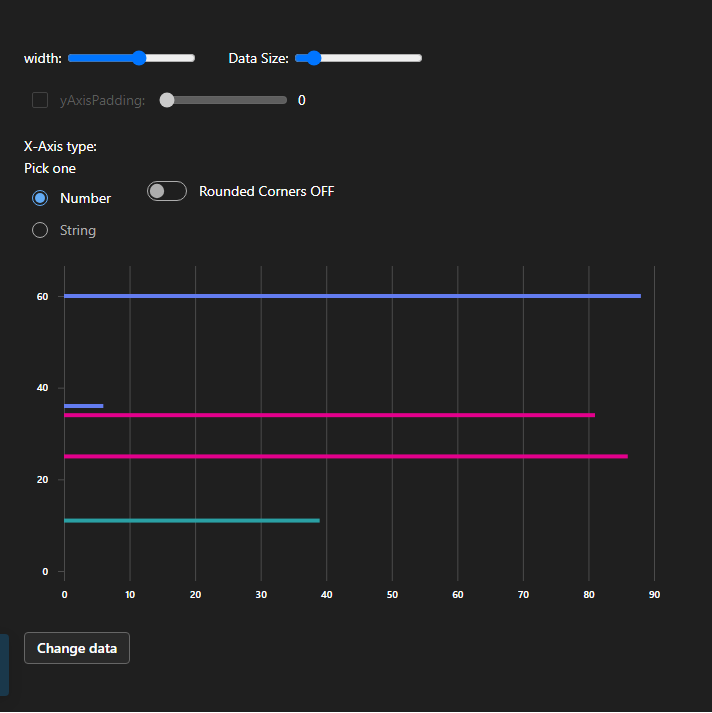 width: Data Size:
yAxisPadding: 0
X-Axis type:
Pick one
Number Rounded Corners OFF
String
60
40
20
0
0 10 20 30 40 50 60 70 80 90
Change data